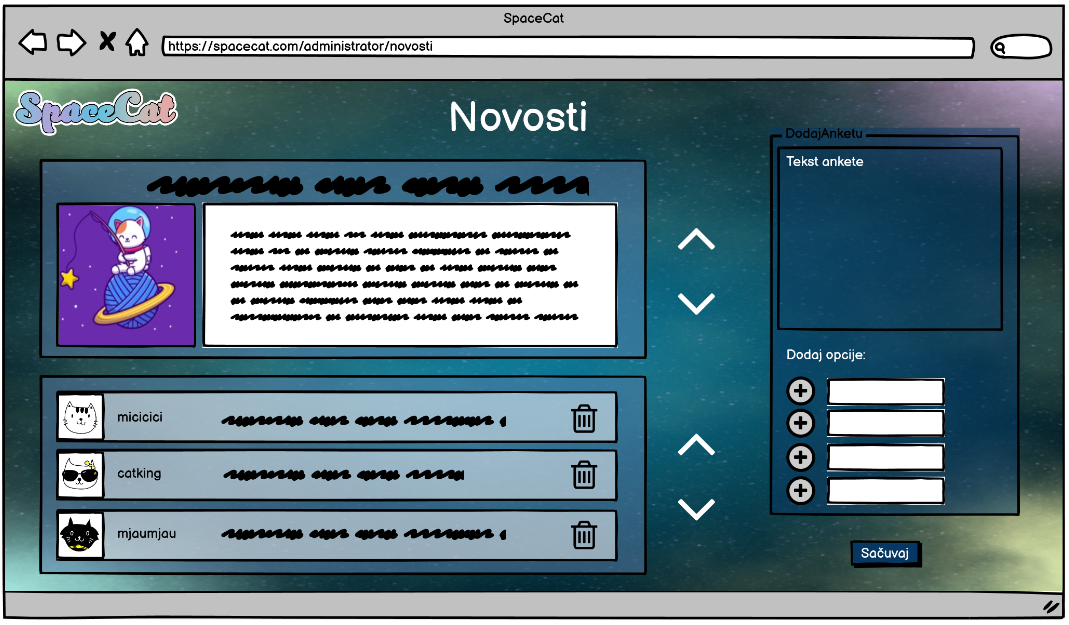 SpaceCat
https://spacecat.com/administrator/novosti
SpaceCat
Novosti
DodajAnketu
Tekst ankete
Dodaj opcije:
micicici
catking
mjaumjau
Sačuvaj